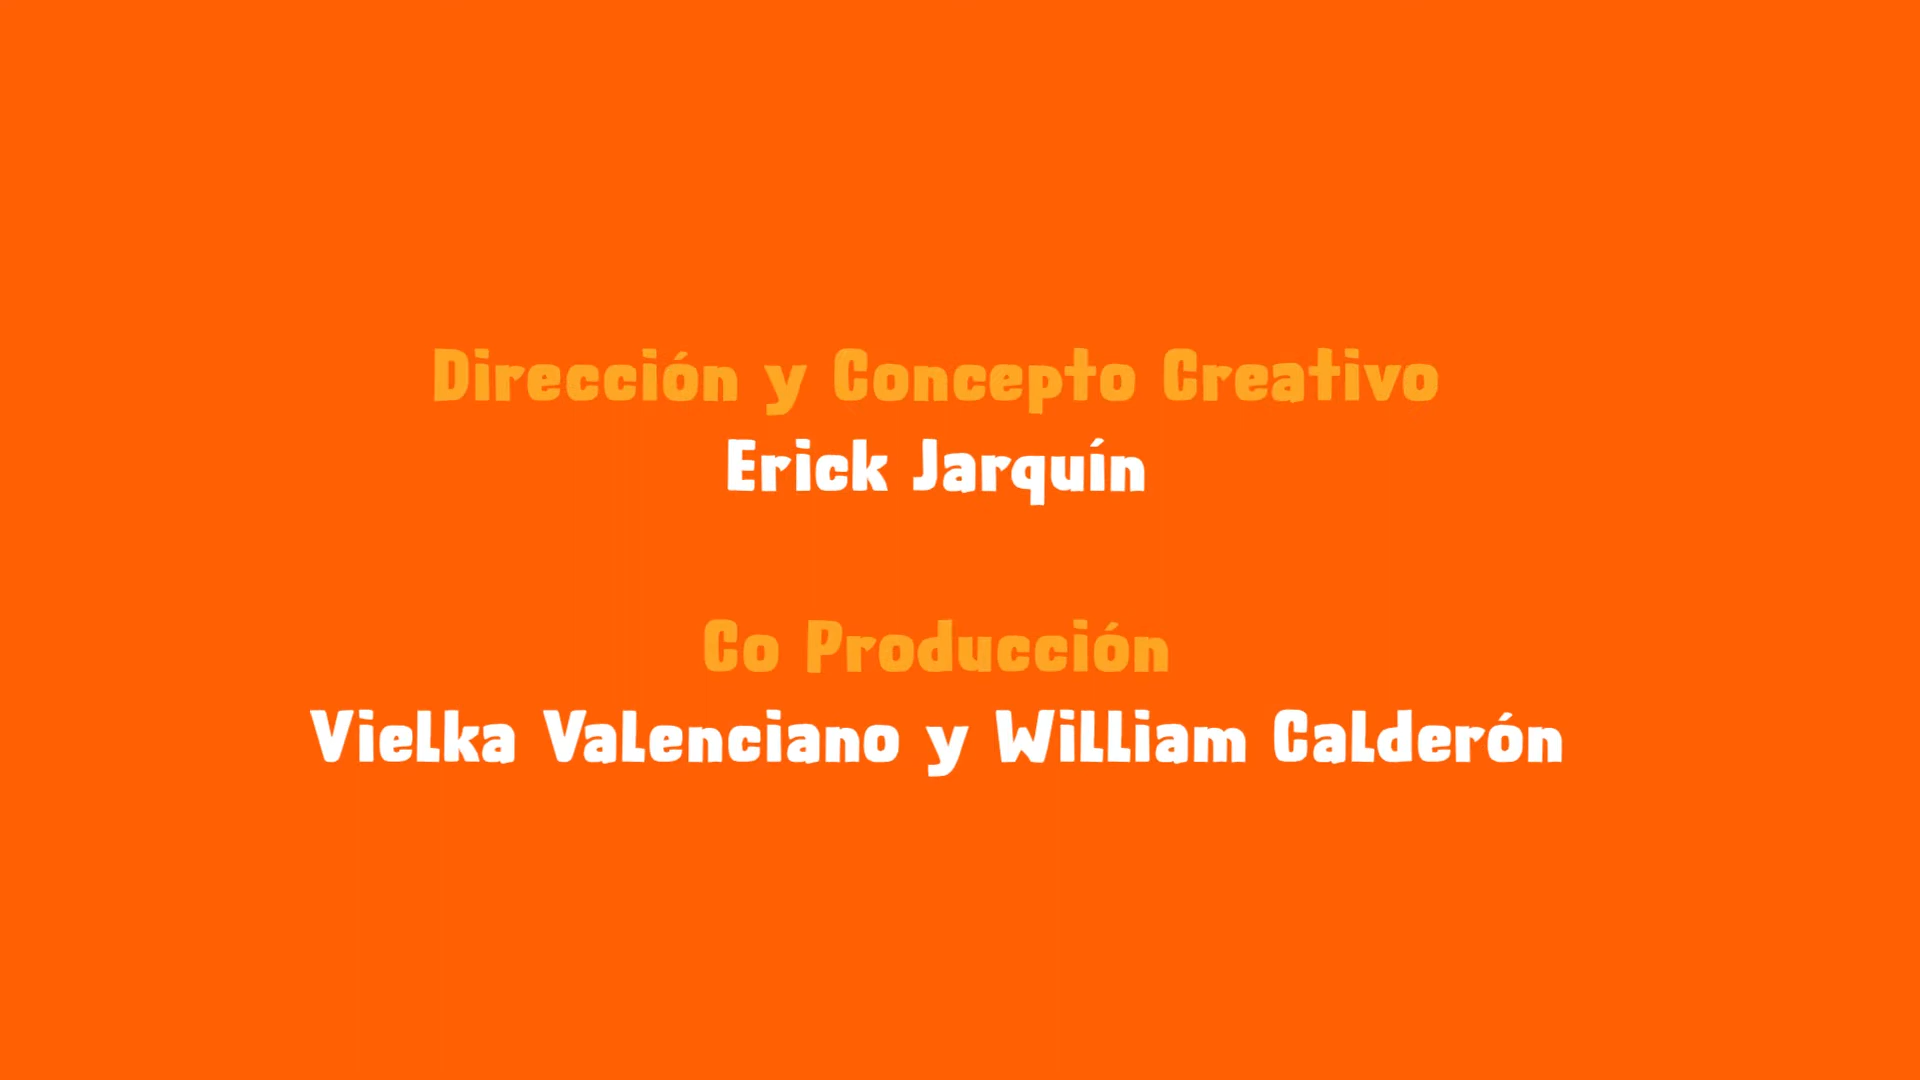 Dirección y Concepto Creativo
Erick Jarquín
Co Producción
Vielka Valenciano y William Calderón